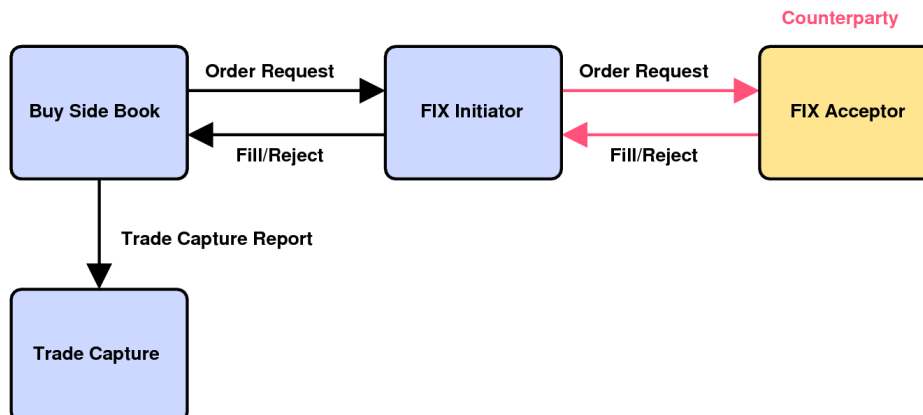 Counterparty
Order Request
Order Request
Buy Side Book
FIX Initiator
FIX Acceptor
Fill/Reject
Fill/Reject
Trade Capture Report
Trade Capture